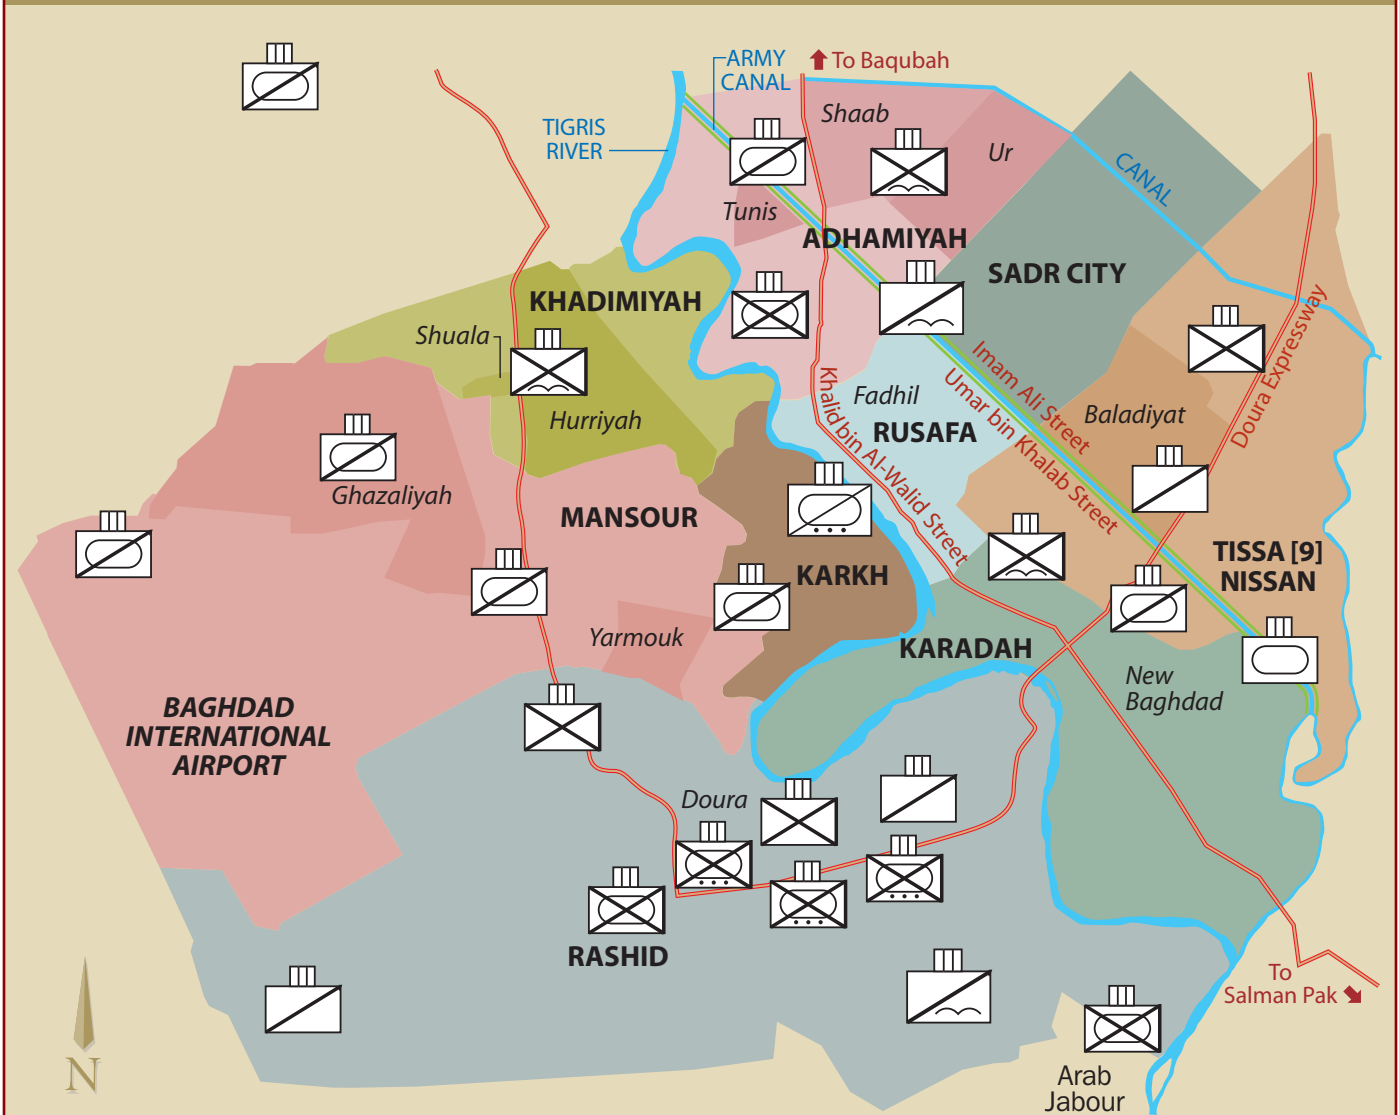 ARMY
CANAL
To Baqubah
TIGRIS
RIVER
Shaab
Ur
CANAL
Tunis
ADHAMIYAH
SADR CITY
KHADIMIYAH
Shuala
Hurriyah
Imam Ali Street
Umar bin Khalab Street
Khalid bin Al-Walid Street
Doura Expressway
Fadhil
RUSAFA
Baladiyat
Ghazaliyah
MANSOUR
KARKH
TISSA [9]
NISSAN
Yarmouk
KARADAH
New
Baghdad
BAGHDAD
INTERNATIONAL
AIRPORT
Doura
RASHID
To
Salman Pak
N
Arab
Jabour